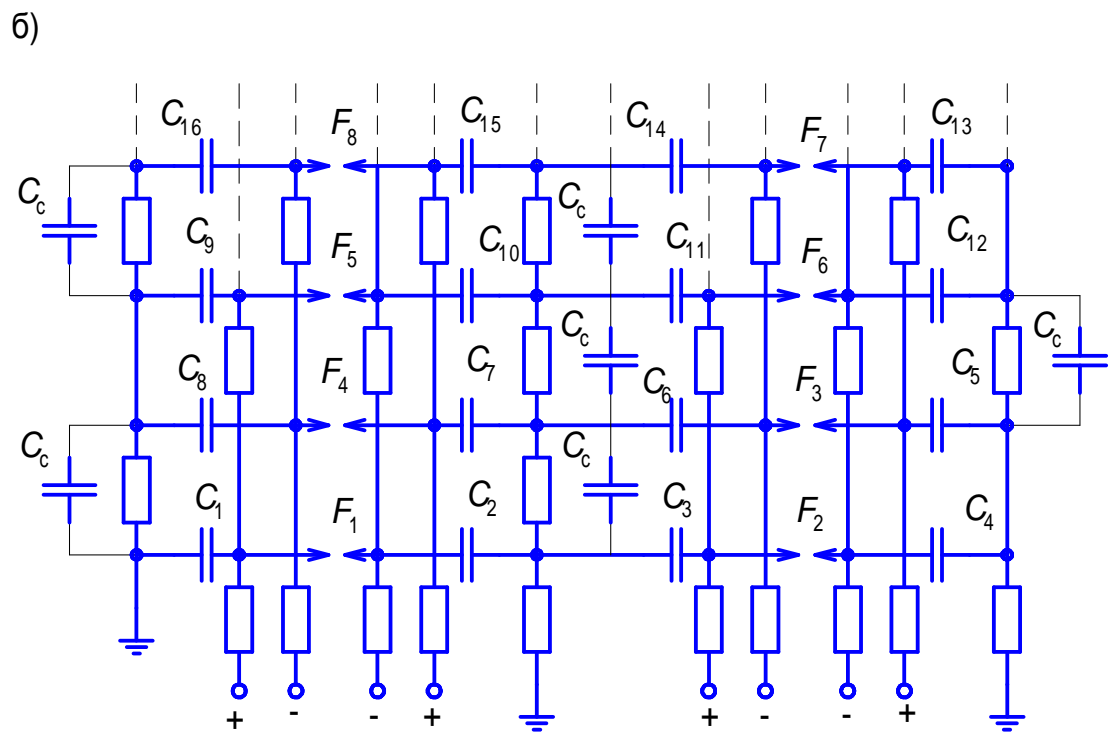 б)
C16 F8 C15 C14 F7 C13
Cc C9 F5 C10 Cc C11 F6 C12
C8 F4 C7 Cc C6 F3 C5 Cc
Cc C1 F1 C2 Cc C3 F2 C4
+ - - + + - - +